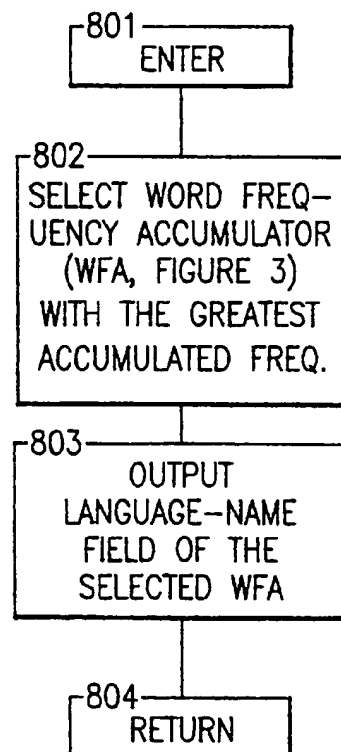 801
ENTER
802
SELECT WORD FREQ-
UENCY ACCUMULATOR
(WFA, FIGURE 3)
WITH THE GREATEST
ACCUMULATED FREQ.
803
OUTPUT
LANGUAGE-NAME
FIELD OF THE
SELECTED WFA
804
RETURN